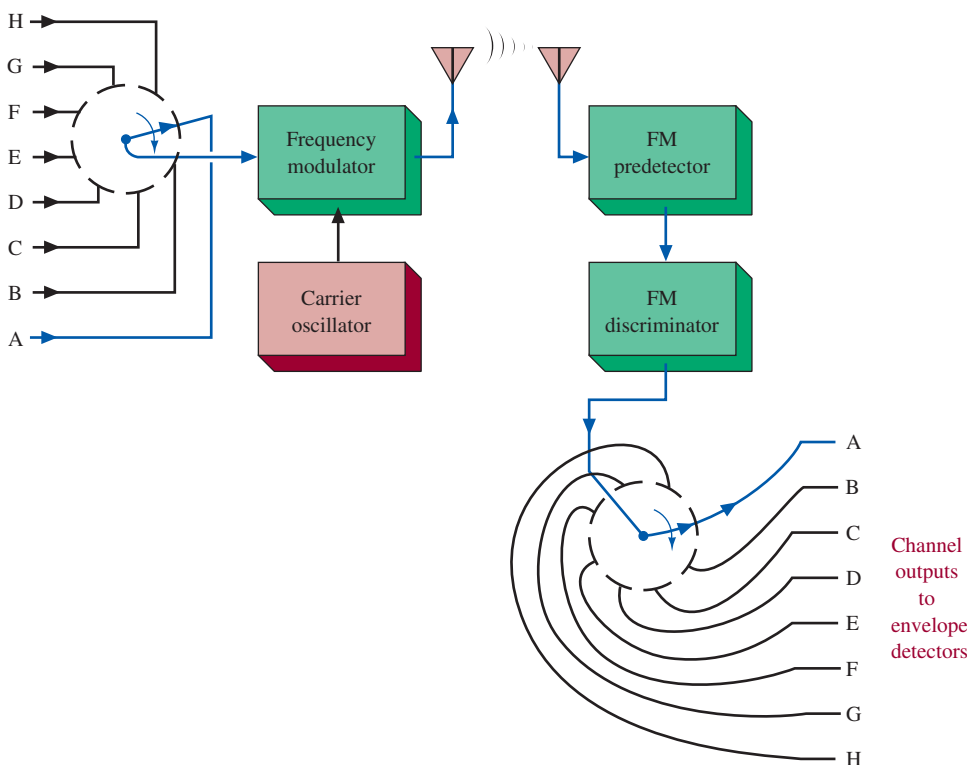 H
G
F
E
D
C
B
A
Frequency
modulator
Carrier
oscillator
FM
predetector
FM
discriminator
A
B
C
D
E
F
G
H
Channel
outputs
to
envelope
detectors